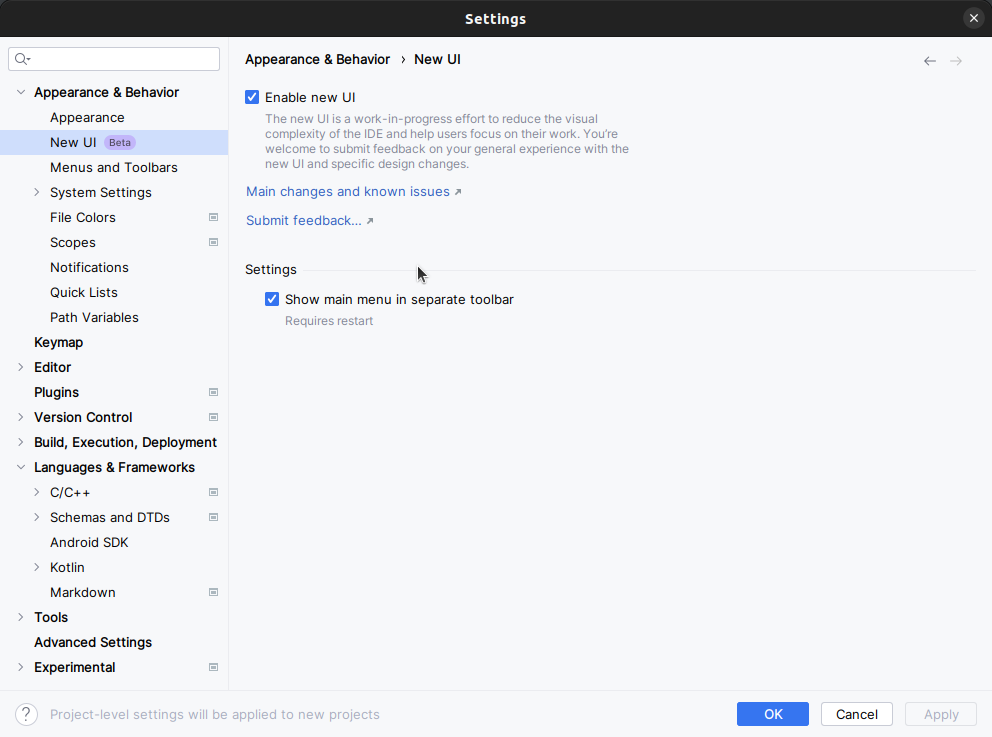 Settings
Appearance & Behavior
Appearance
New UI Beta
Menus and Toolbars
System Settings
File Colors
Scopes
Notifications
Quick Lists
Path Variables
Keymap
Editor
Plugins
Version Control
Build, Execution, Deployment
Languages & Frameworks
C/C++
Schemas and DTDs
Android SDK
Kotlin
Markdown
Tools
Advanced Settings
Experimental
Appearance & Behavior › New UI
Enable new UI
The new UI is a work-in-progress effort to reduce the visual
complexity of the IDE and help users focus on their work. You're
welcome to submit feedback on your general experience with the
new UI and specific design changes.
Main changes and known issues ↗
Submit feedback... ↗
Settings
Show main menu in separate toolbar
Requires restart
? Project-level settings will be applied to new projects
OK Cancel Apply